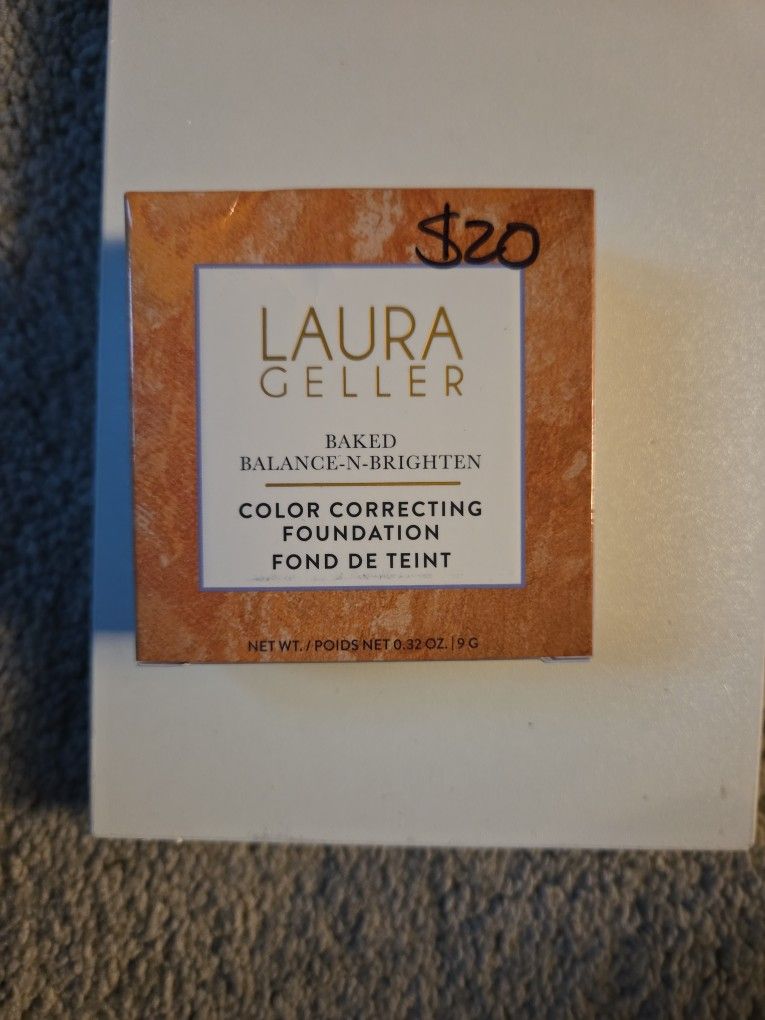 $20
LAURA
GELLER
BAKED
BALANCE-N-BRIGHTEN
COLOR CORRECTING
FOUNDATION
FOND DE TEINT
NET WT. / POIDS NET 0.32 OZ. | 9 G